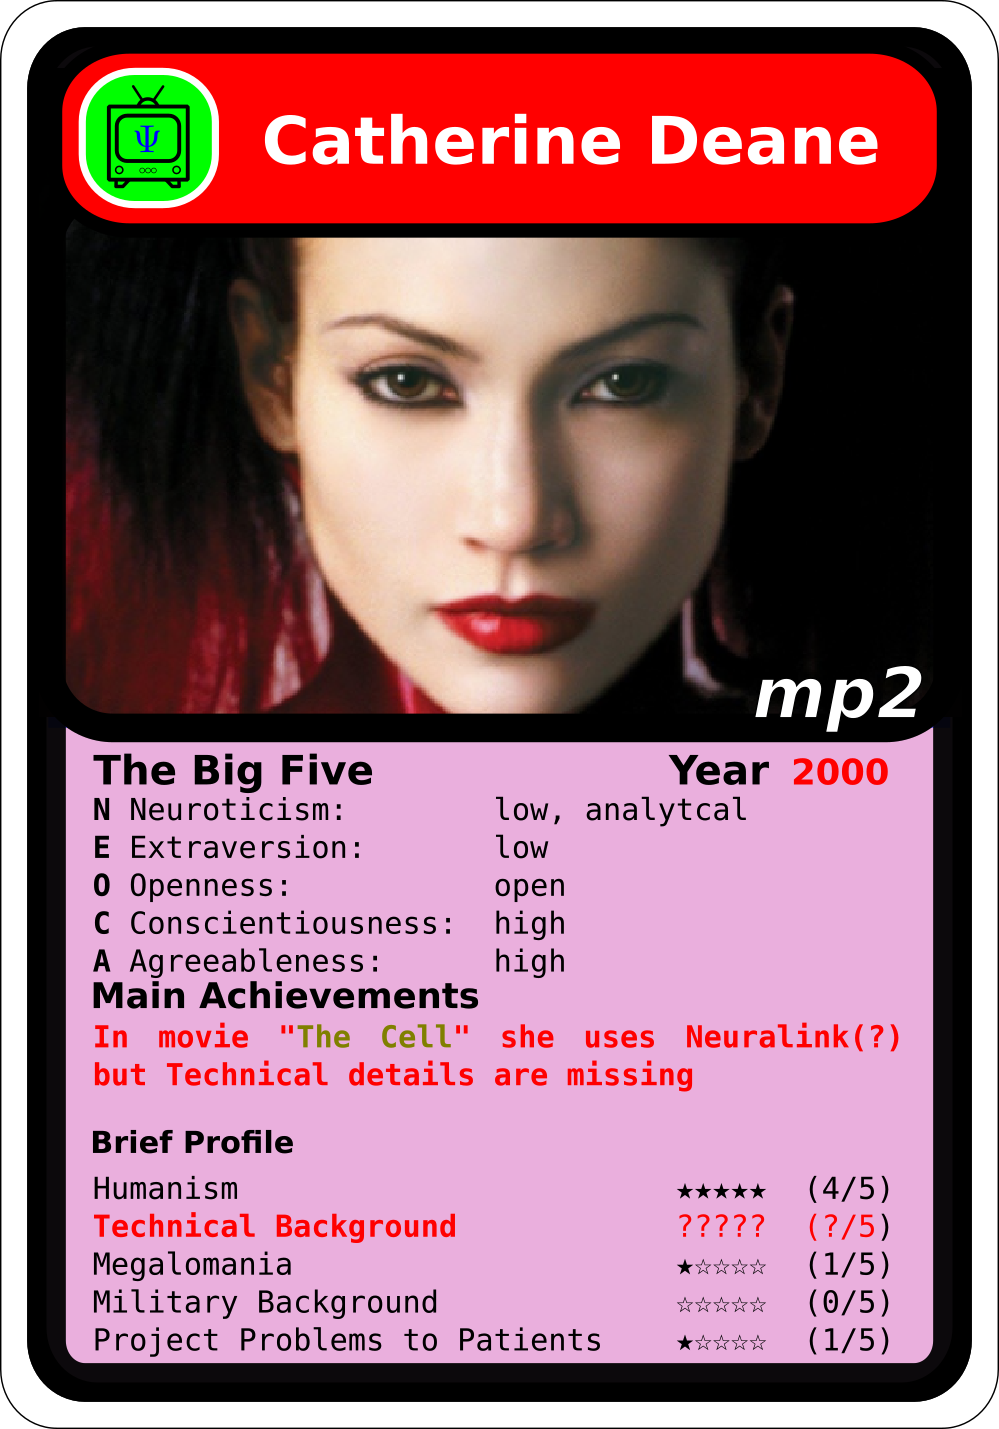 Ψ
Catherine Deane
mp2
The Big Five Year 2000
N Neuroticism: low, analytcal
E Extraversion: low
O Openness: open
C Conscientiousness: high
A Agreeableness: high
Main Achievements
In movie "The Cell" she uses Neuralink(?)
but Technical details are missing
Brief Profile
Humanism ★★★★★ (4/5)
Technical Background ????? (?/5)
Megalomania ★☆☆☆☆ (1/5)
Military Background ☆☆☆☆☆ (0/5)
Project Problems to Patients ★☆☆☆☆ (1/5)